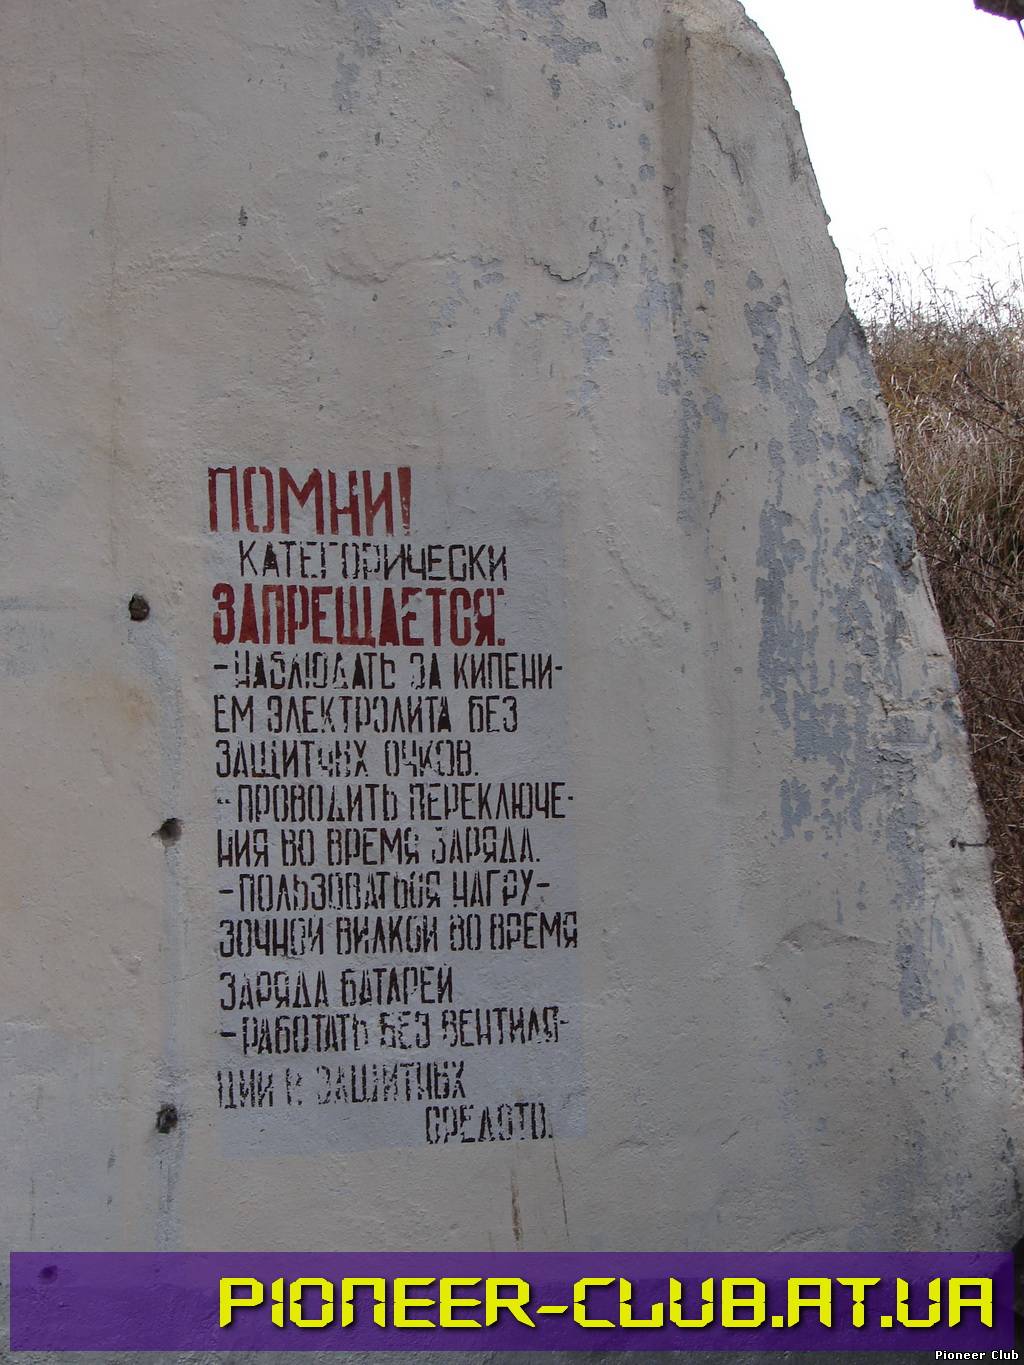 ПОМНИ!
КАТЕГОРИЧЕСКИ
ЗАПРЕЩАЕТСЯ:
-НАБЛЮДАТЬ ЗА КИПЕНИ-
ЕМ ЭЛЕКТРОЛИТА БЕЗ
ЗАЩИТНЫХ ОЧКОВ.
-ПРОВОДИТЬ ПЕРЕКЛЮЧЕ-
НИЯ ВО ВРЕМЯ ЗАРЯДА.
-ПОЛЬЗОВАТЬСЯ НАГРУ-
ЗОЧНОЙ ВИЛКОЙ ВО ВРЕМЯ
ЗАРЯДА БАТАРЕЙ
-РАБОТАТЬ БЕЗ ВЕНТИЛЯ-
ЦИИ И ЗАЩИТНЫХ
СРЕДСТВ.
PIONEER-CLUB.AT.UA
Pioneer Club